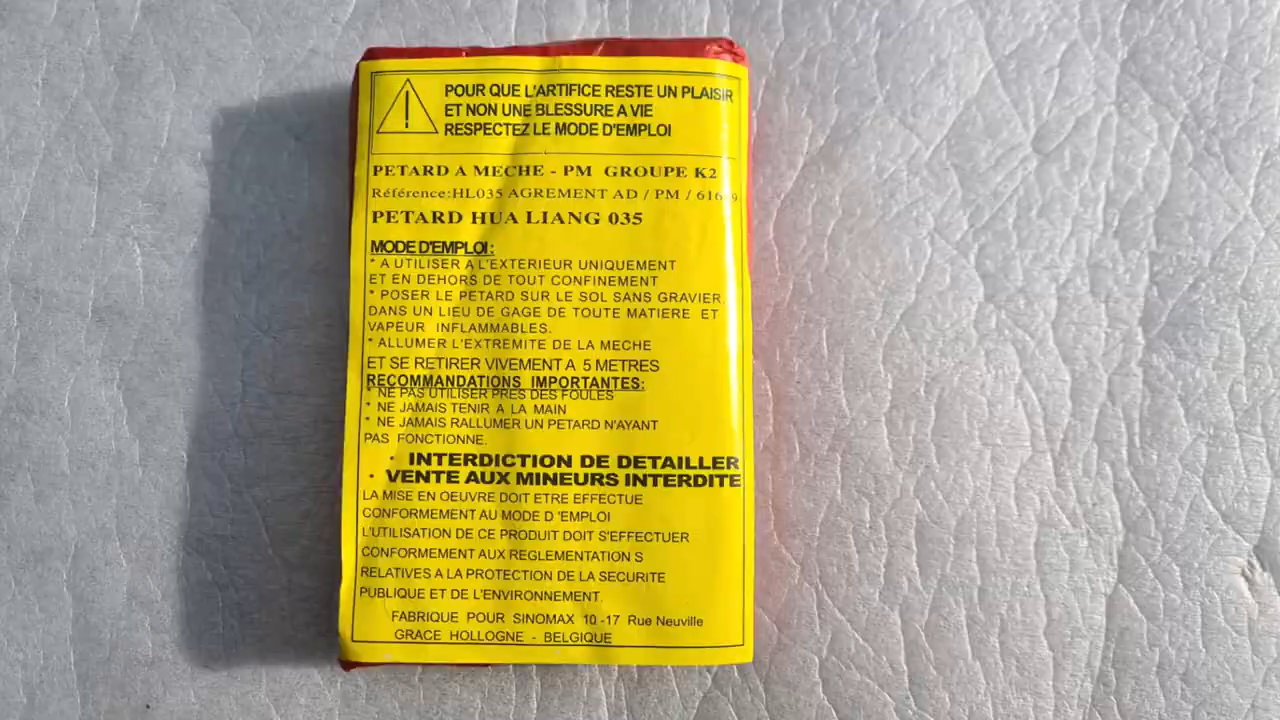 POUR QUE L'ARTIFICE RESTE UN PLAISIR
ET NON UNE BLESSURE A VIE
RESPECTEZ LE MODE D'EMPLOI
PETARD A MECHE - PM GROUPE K2
Référence:HL035 AGREMENT AD / PM /
PETARD HUA LIANG 035
MODE D'EMPLOI:
* A UTILISER A L'EXTERIEUR UNIQUEMENT
ET EN DEHORS DE TOUT CONFINEMENT
* POSER LE PETARD SUR LE SOL SANS GRAVIER,
DANS UN LIEU DE GAGE DE TOUTE MATIERE ET
VAPEUR INFLAMMABLES.
* ALLUMER L'EXTREMITE DE LA MECHE
ET SE RETIRER VIVEMENT A 5 METRES
RECOMMANDATIONS IMPORTANTES:
* NE PAS UTILISER PRES DES FOULES
* NE JAMAIS TENIR A LA MAIN
* NE JAMAIS RALLUMER UN PETARD N'AYANT
PAS FONCTIONNE.
· INTERDICTION DE DETAILLER
· VENTE AUX MINEURS INTERDITE
LA MISE EN OEUVRE DOIT ETRE EFFECTUE
CONFORMEMENT AU MODE D 'EMPLOI
L'UTILISATION DE CE PRODUIT DOIT S'EFFECTUER
CONFORMEMENT AUX REGLEMENTATION S
RELATIVES A LA PROTECTION DE LA SECURITE
PUBLIQUE ET DE L'ENVIRONNEMENT.
FABRIQUE POUR SINOMAX 10 -17 Rue Neuville
GRACE HOLLOGNE - BELGIQUE